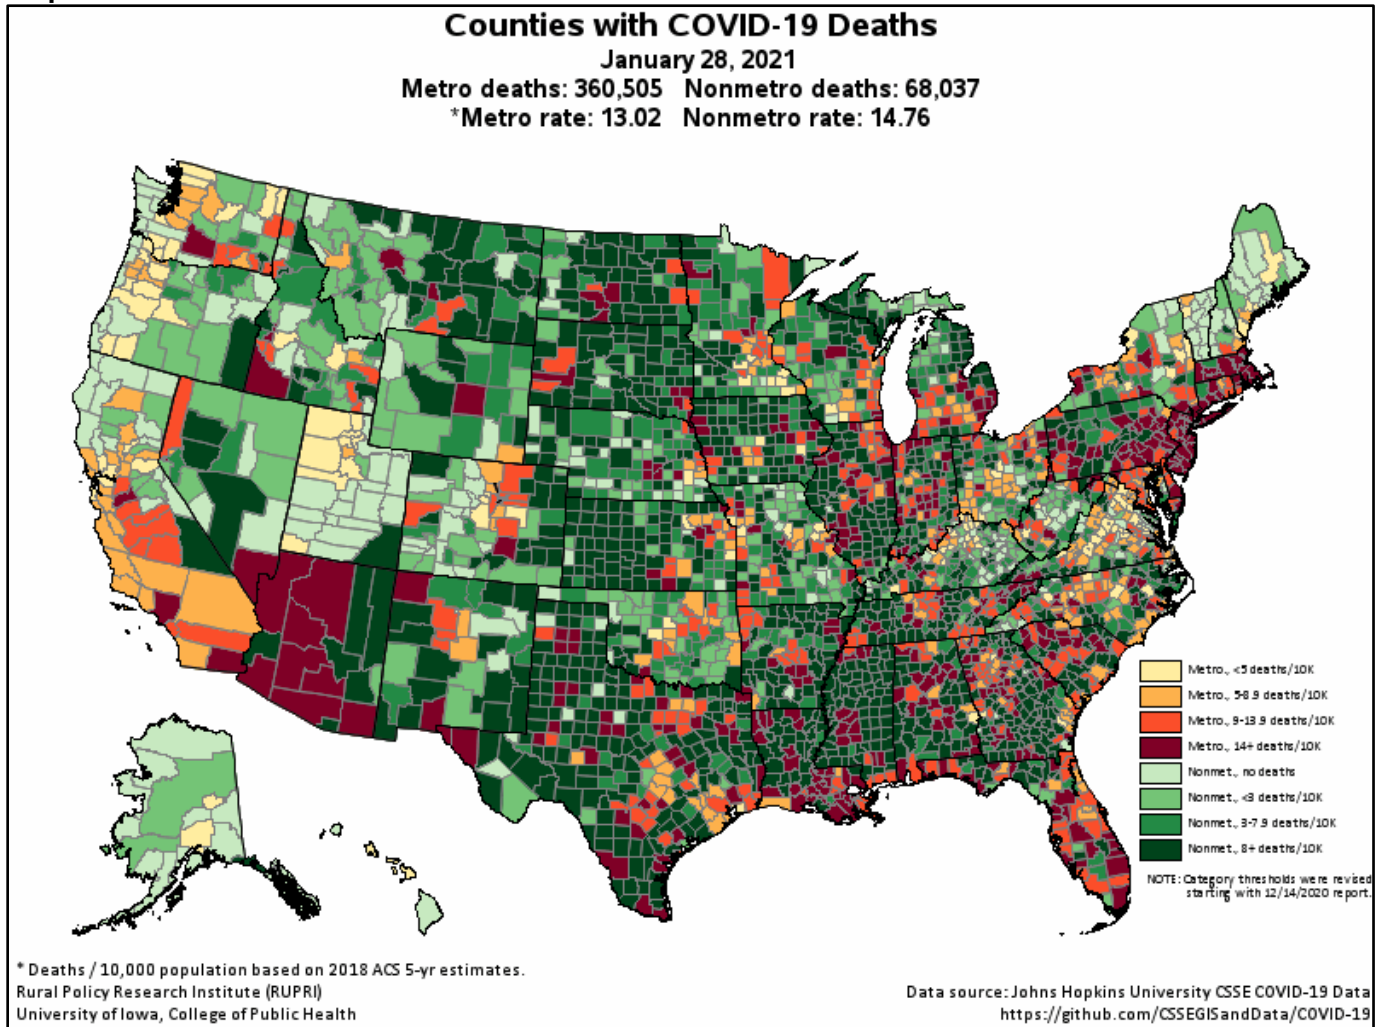 Counties with COVID-19 Deaths
January 28, 2021
Metro deaths: 360,505 Nonmetro deaths: 68,037
*Metro rate: 13.02 Nonmetro rate: 14.76
Metro., <5 deaths/10K
Metro., 5-8.9 deaths/10K
Metro., 9-13.9 deaths/10K
Metro., 14+ deaths/10K
Nonmet., no deaths
Nonmet., <3 deaths/10K
Nonmet., 3-7.9 deaths/10K
Nonmet., 8+ deaths/10K
NOTE: Category thresholds were revised
starting with 12/14/2020 report.
* Deaths / 10,000 population based on 2018 ACS 5-yr estimates.
Rural Policy Research Institute (RUPRI)
University of Iowa, College of Public Health
Data source: Johns Hopkins University CSSE COVID-19 Data
https://github.com/CSSEGISandData/COVID-19